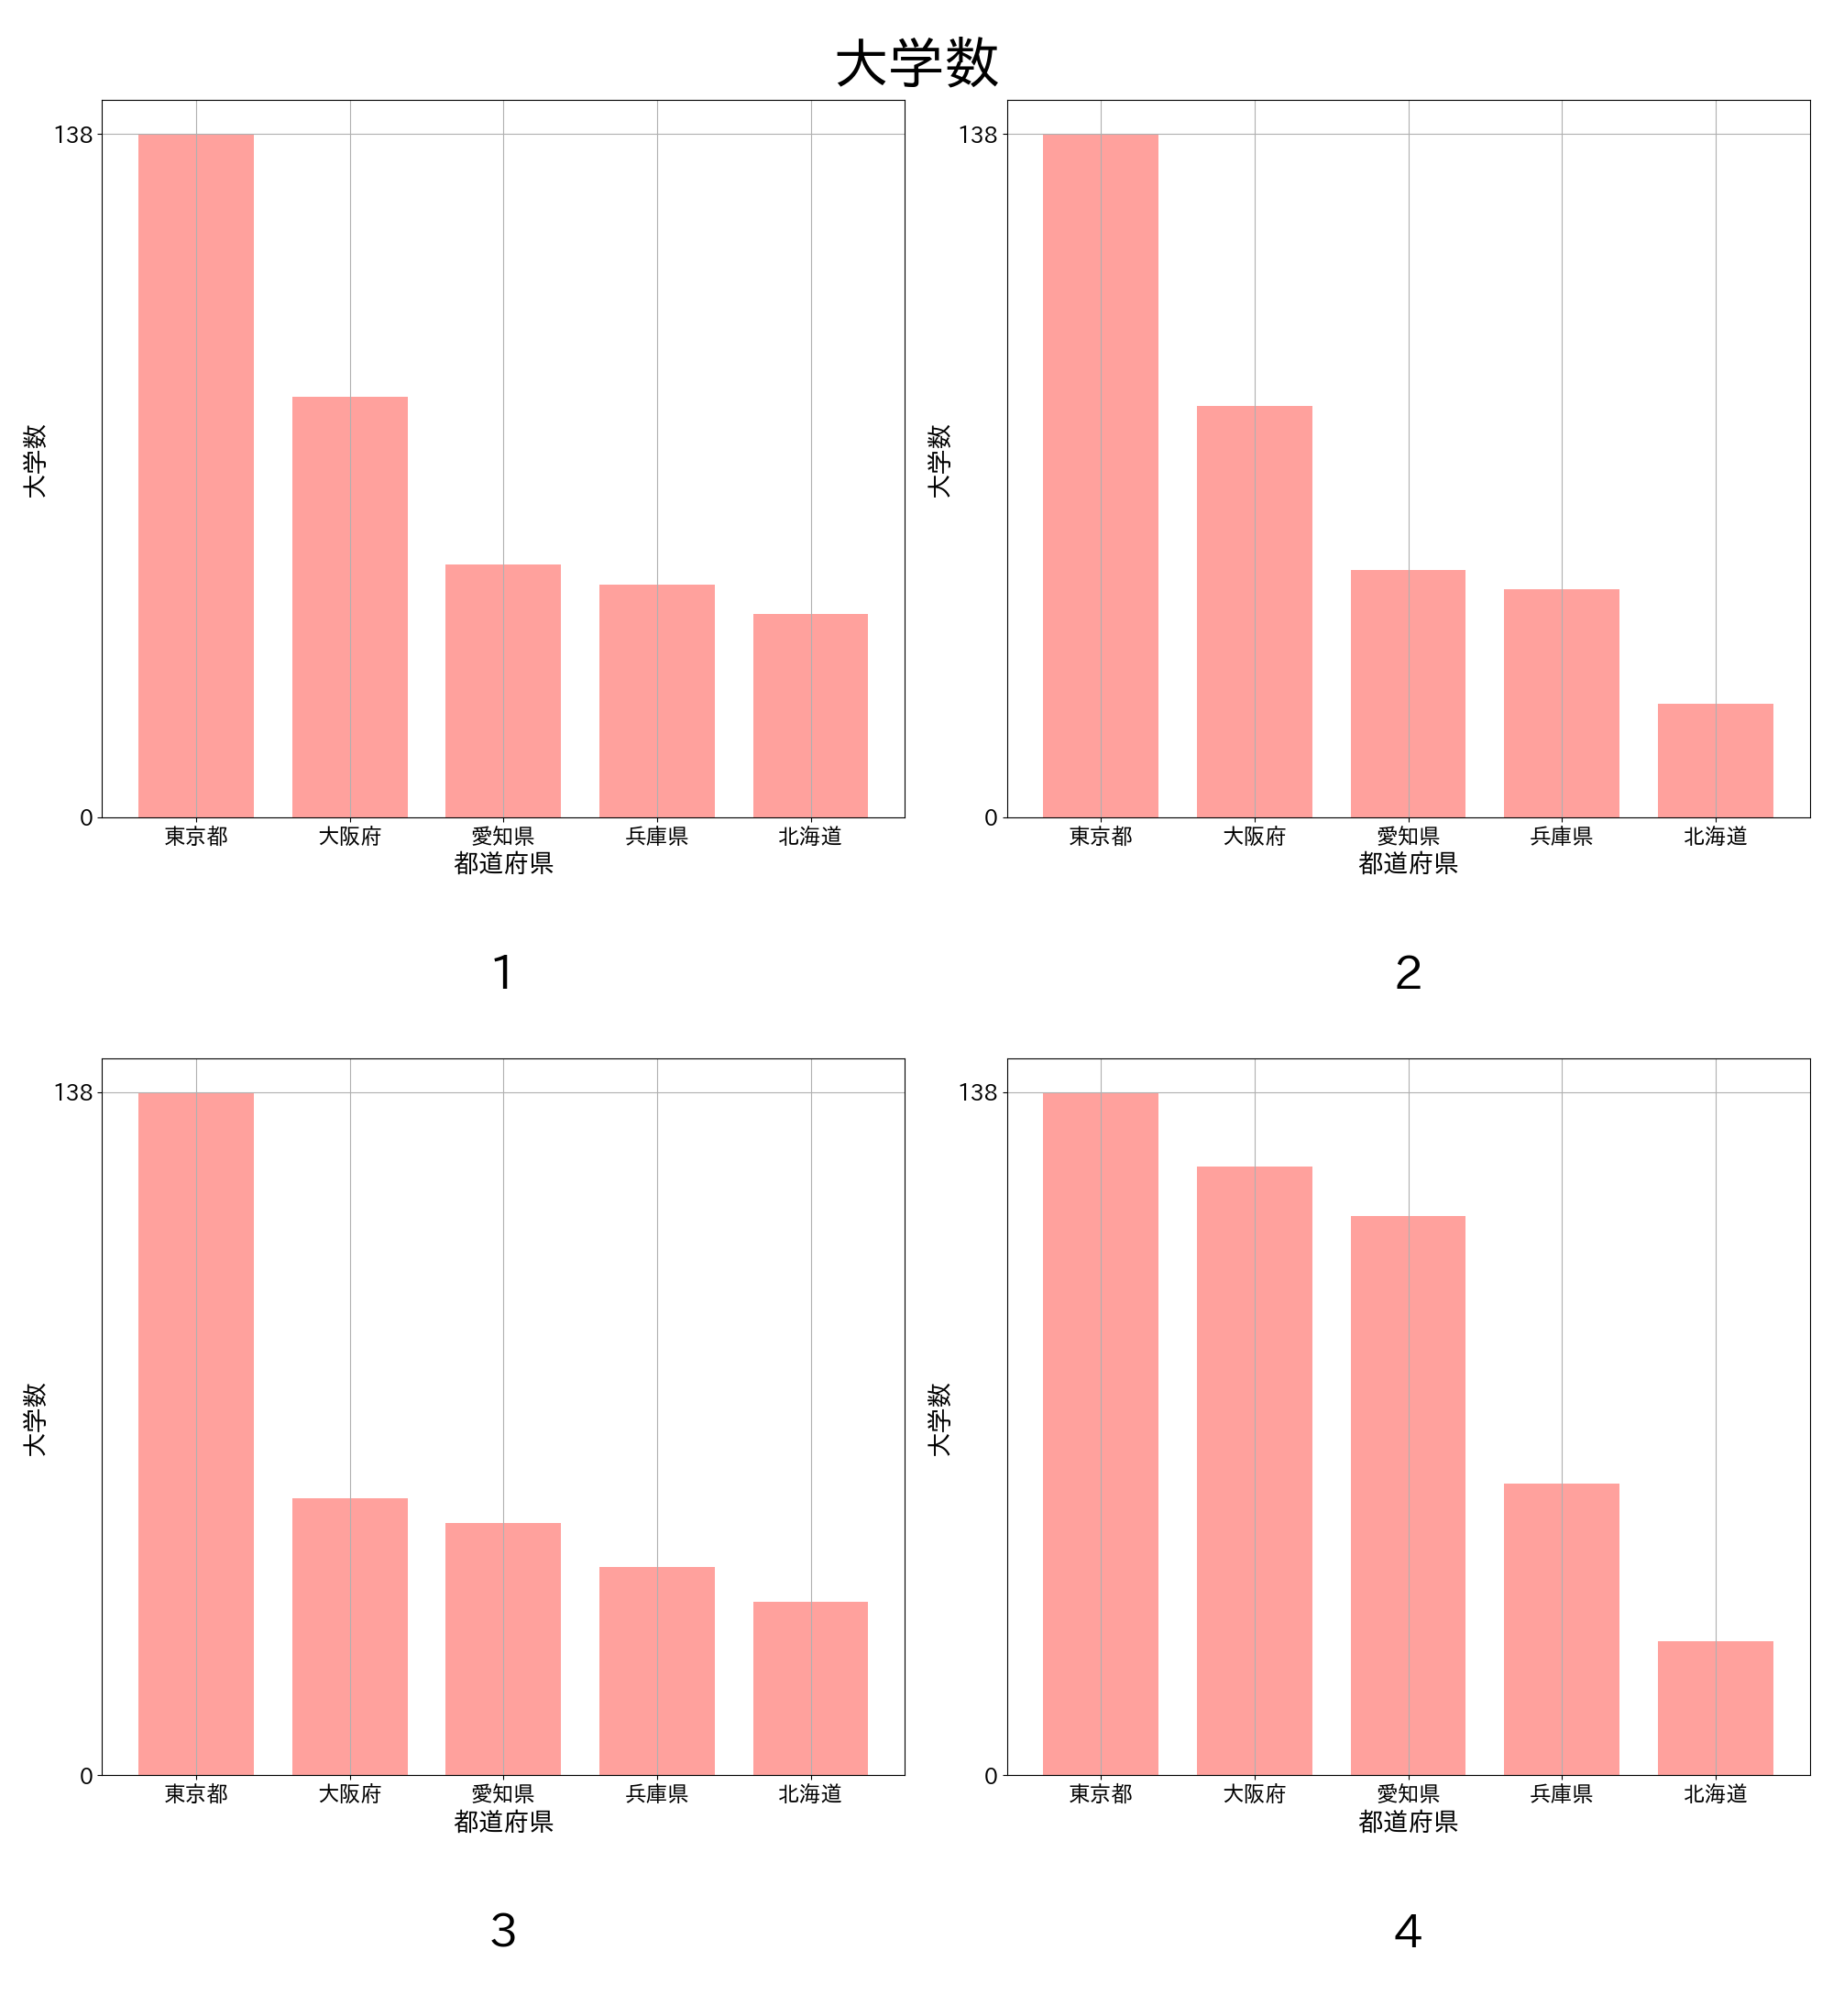 大学数
138
0
大学数
東京都 大阪府 愛知県 兵庫県 北海道
都道府県
1
138
0
大学数
東京都 大阪府 愛知県 兵庫県 北海道
都道府県
2
138
0
大学数
東京都 大阪府 愛知県 兵庫県 北海道
都道府県
3
138
0
大学数
東京都 大阪府 愛知県 兵庫県 北海道
都道府県
4